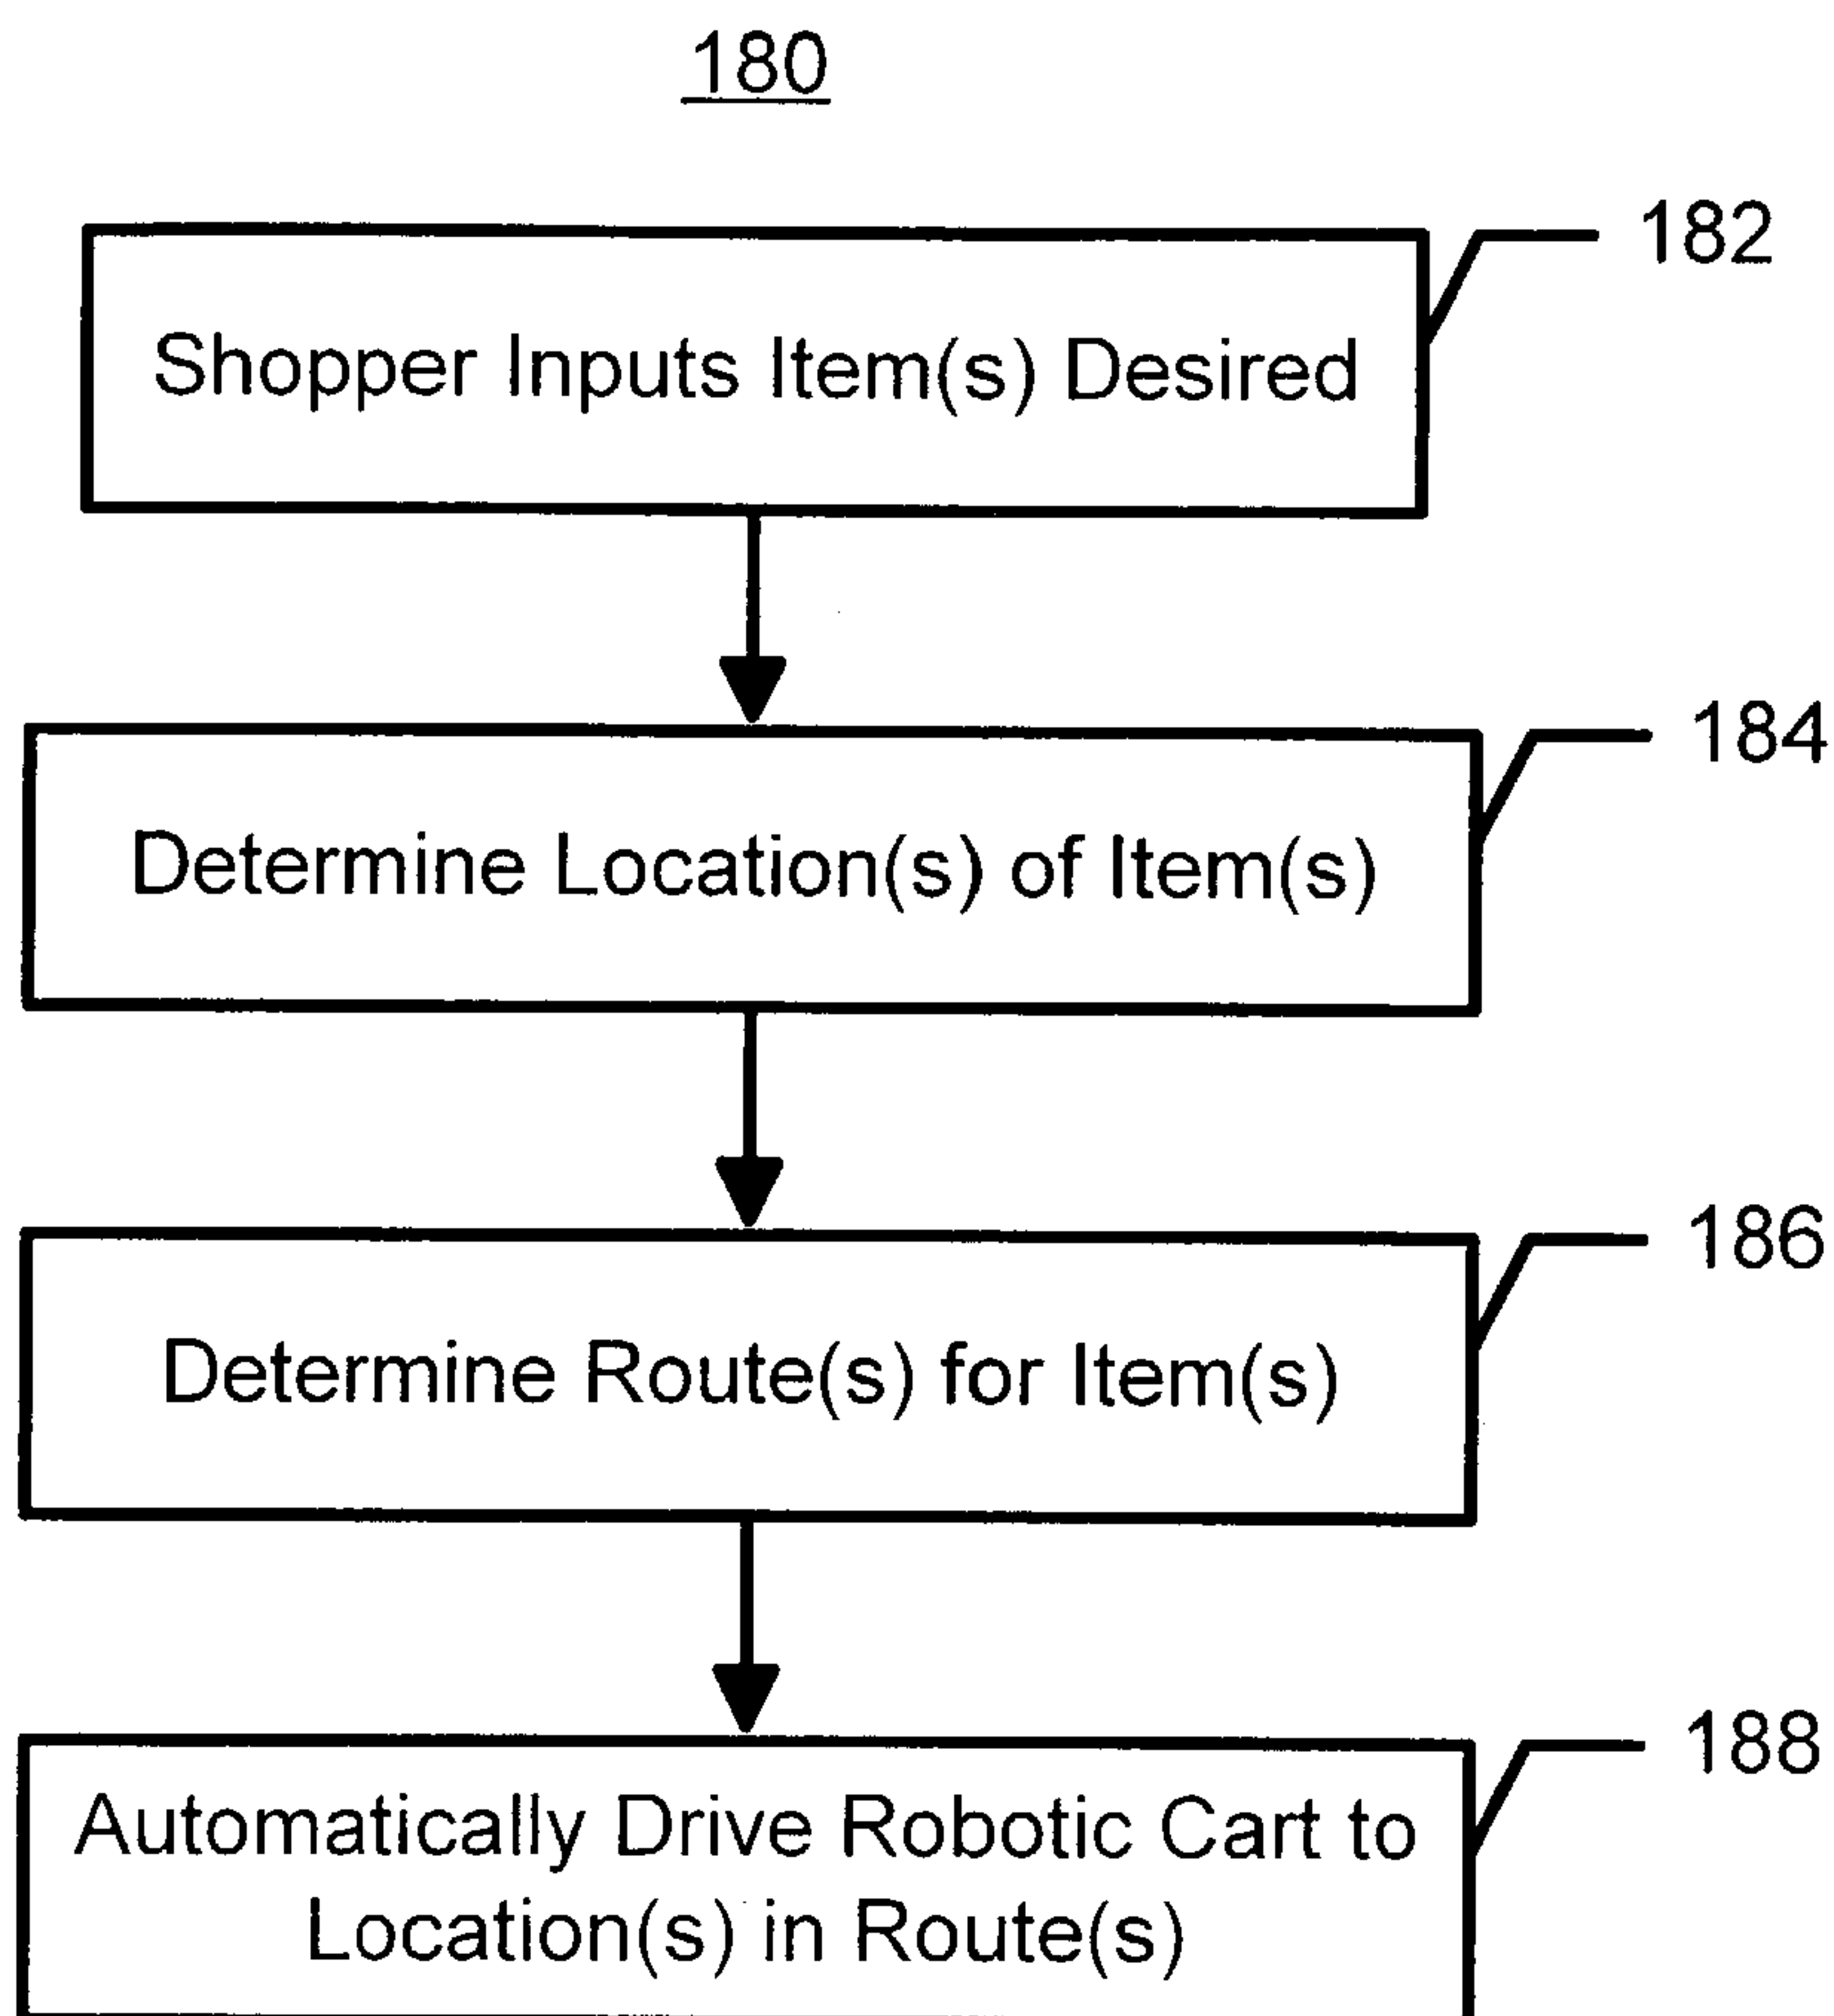 180
182
Shopper Inputs Item(s) Desired
184
Determine Location(s) of Item(s)
186
Determine Route(s) for Item(s)
188
Automatically Drive Robotic Cart to
Location(s) in Route(s)